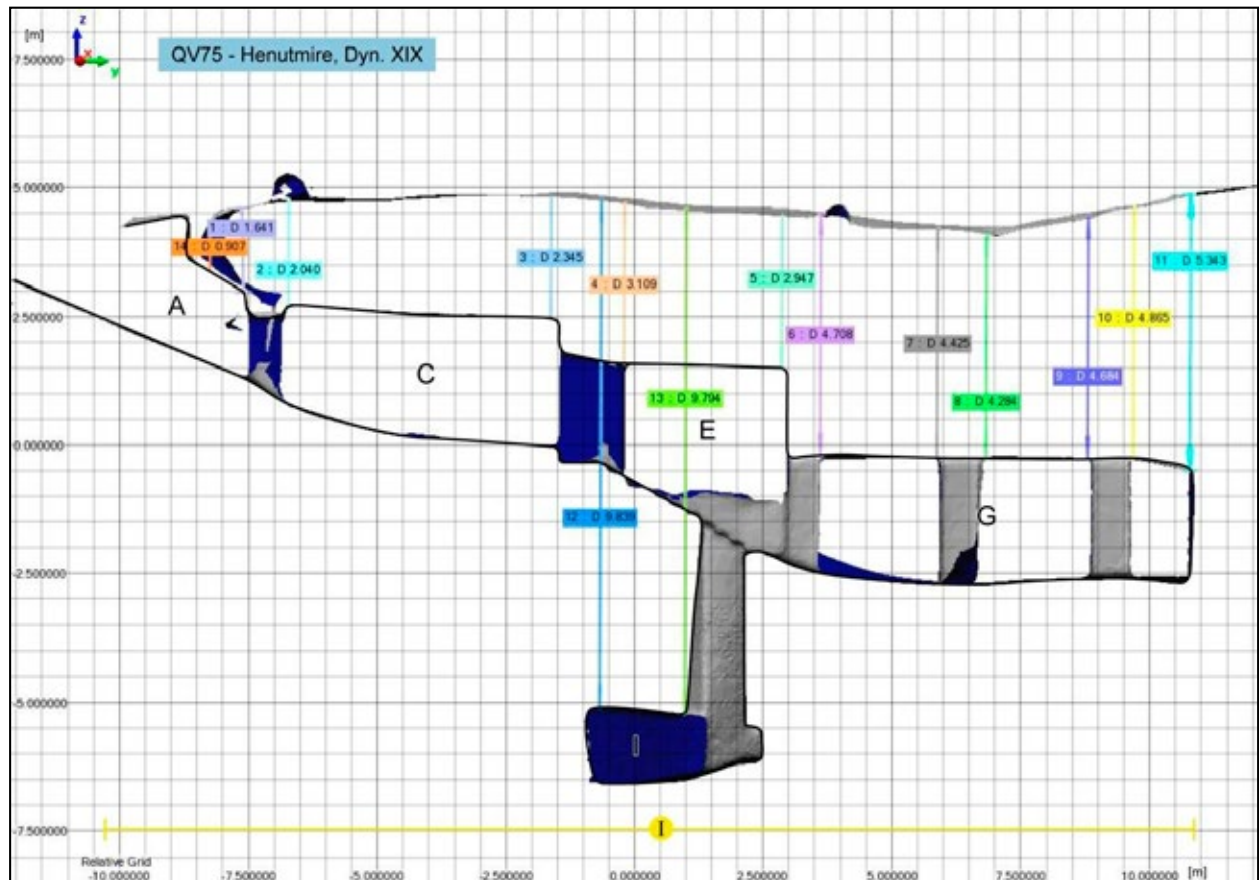 z
[m]
x
y
QV75 - Henutmire, Dyn. XIX
7.500000
5.000000
1 : D 1.641
14 : D 0.907
2 : D 2.040
3 : D 2.345
4 : D 3.109
5 : D 2.947
11 : D 5.343
A
2.500000
10 : D 4.865
6 : D 4.708
7 : D 4.425
C
9 : D 4.684
13 : D 9.794
8 : D 4.284
E
0.000000
12 : D 9.839
G
-2.500000
-5.000000
I
-7.500000
I
Relative Grid
-10.000000 -7.500000 -5.000000 -2.500000 0.000000 2.500000 5.000000 7.500000 10.000000 [m]